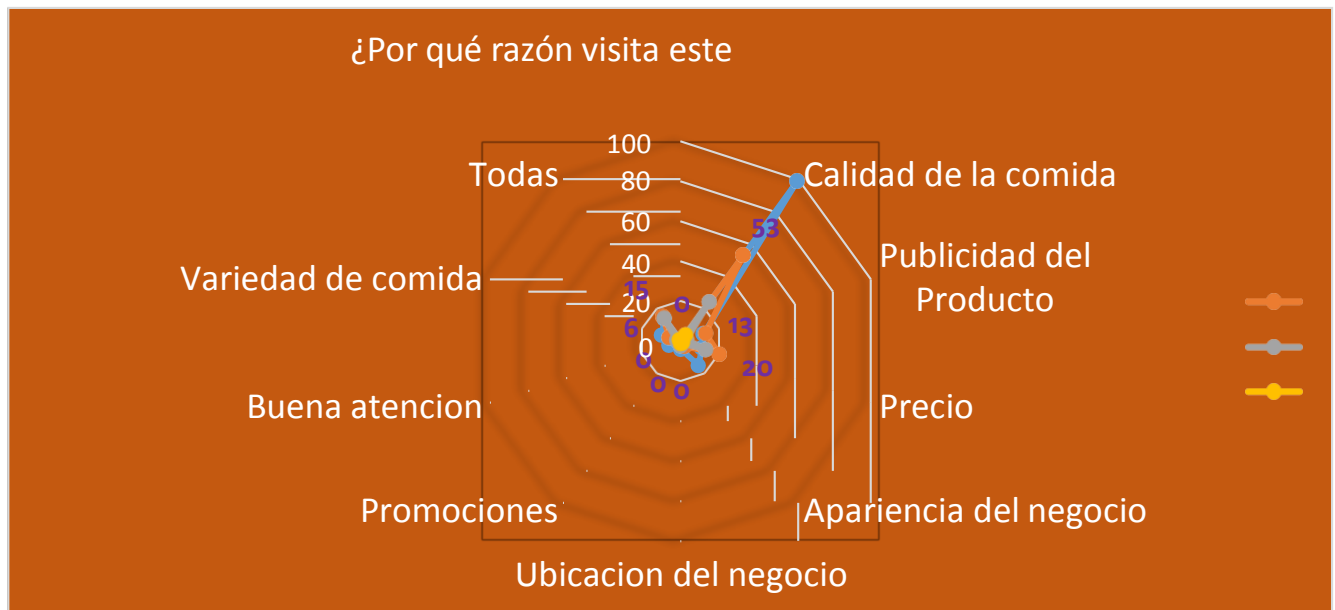 ¿Por qué razón visita este
100
80
60
40
20
0
Todas
Calidad de la comida
53
Publicidad del
Producto
Variedad de comida
15
0
13
6
20
0
0
0
Buena atencion
Precio
Promociones
Apariencia del negocio
Ubicacion del negocio